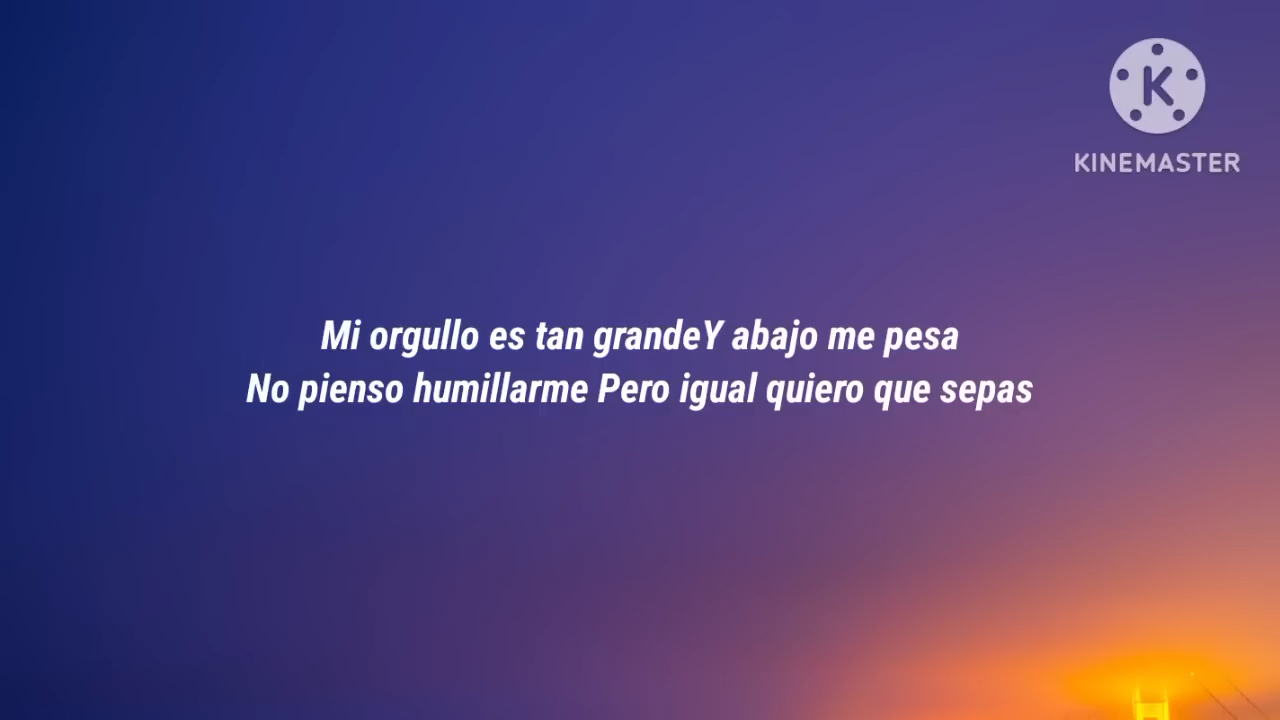 K
KINEMASTER
Mi orgullo es tan grandeY abajo me pesa
No pienso humillarme Pero igual quiero que sepas